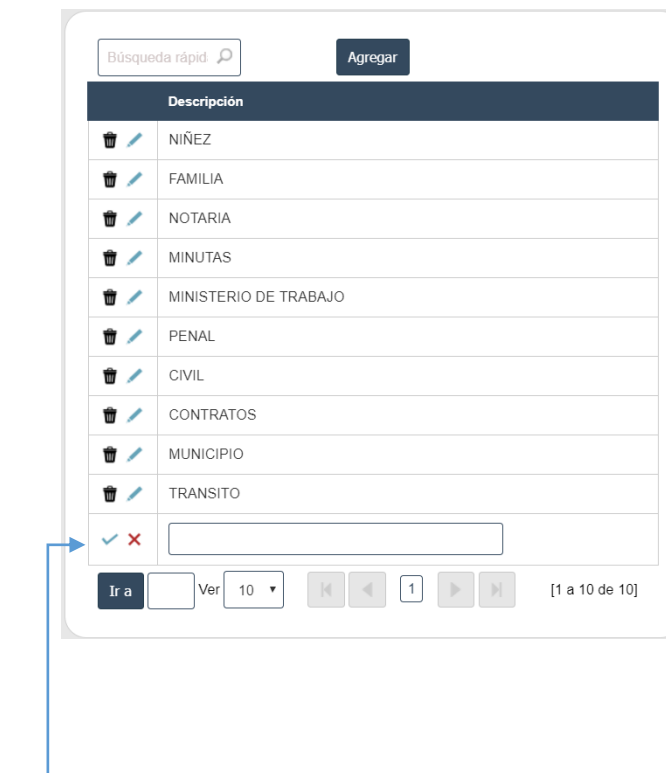 Búsqueda rápid
Agregar
Descripción
NIÑEZ
FAMILIA
NOTARIA
MINUTAS
MINISTERIO DE TRABAJO
PENAL
CIVIL
CONTRATOS
MUNICIPIO
TRANSITO
Ir a Ver 10 1 [1 a 10 de 10]